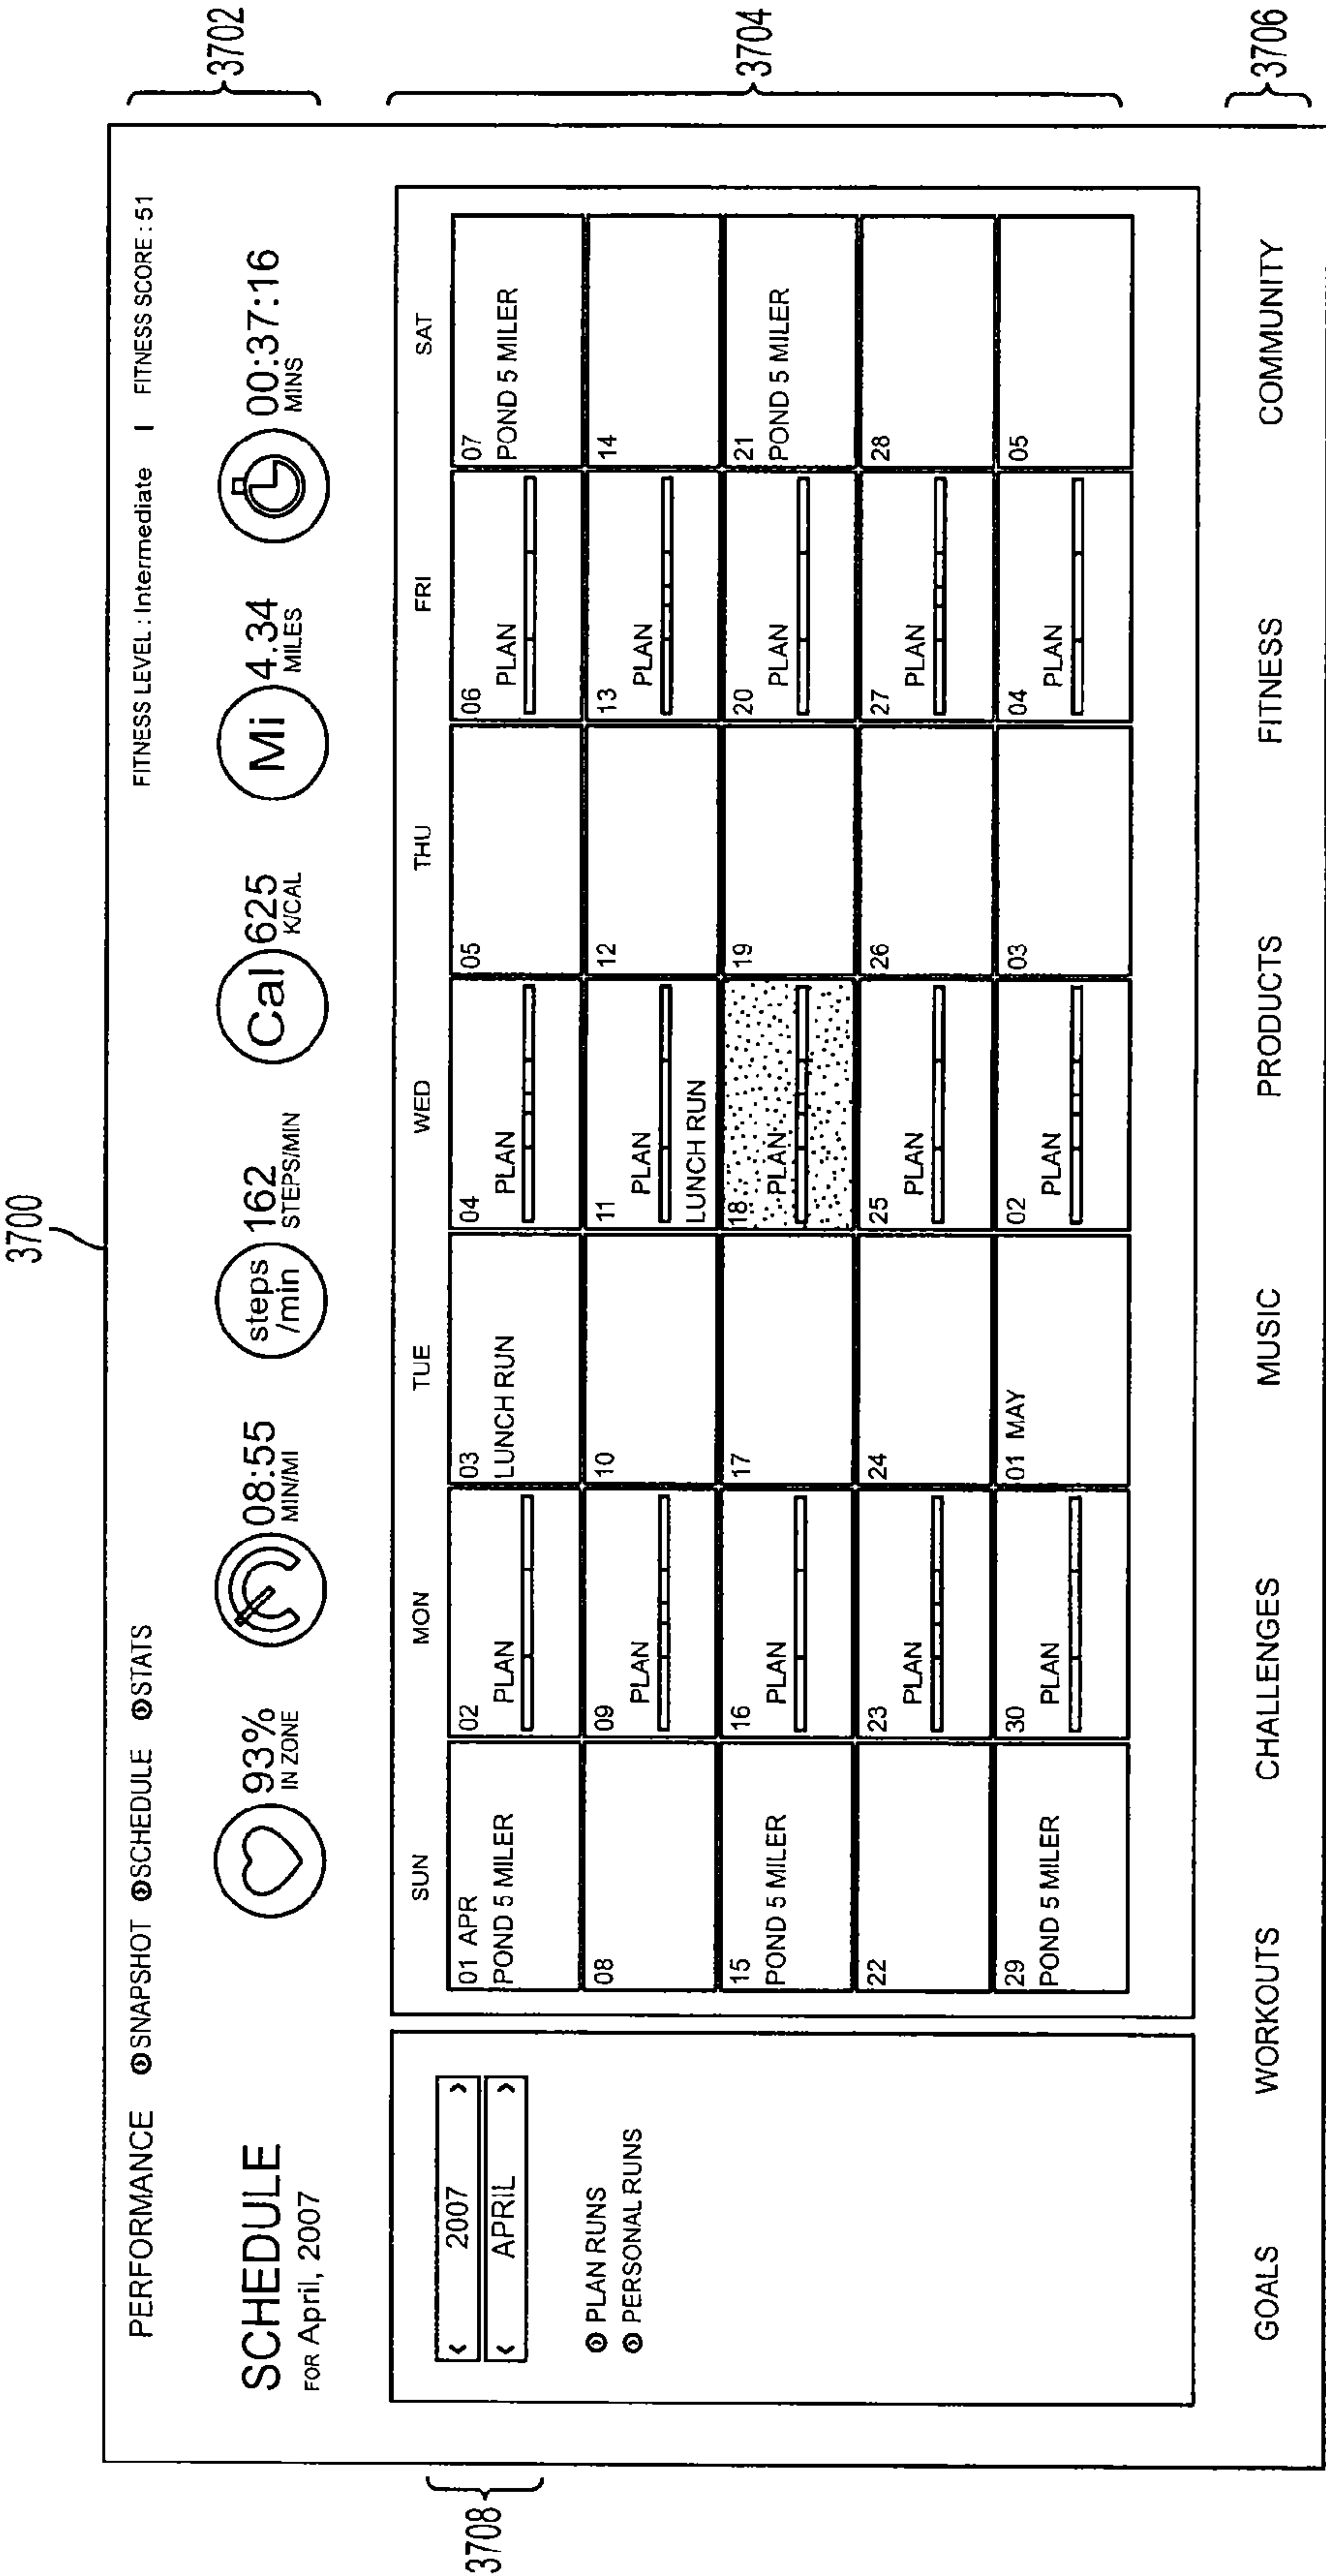 3700
PERFORMANCE SNAPSHOT SCHEDULE STATS FITNESS LEVEL : Intermediate | FITNESS SCORE : 51
3702
SCHEDULE
FOR April, 2007
93%
IN ZONE
08:55
MIN/MI
steps
/min
162
STEPS/MIN
Cal
625
K/CAL
Mi
4.34
MILES
00:37:16
MINS
3708
< 2007 >
< APRIL >
PLAN RUNS
PERSONAL RUNS
3704
SUN MON TUE WED THU FRI SAT
01 APR 02 03 04 05 06 07
POND 5 MILER PLAN LUNCH RUN PLAN PLAN POND 5 MILER
08 09 10 11 12 13 14
PLAN PLAN PLAN
LUNCH RUN
15 16 17 18 19 20 21
POND 5 MILER PLAN PLAN PLAN POND 5 MILER
22 23 24 25 26 27 28
PLAN PLAN PLAN
29 30 01 MAY 02 03 04 05
POND 5 MILER PLAN PLAN PLAN
GOALS WORKOUTS CHALLENGES MUSIC PRODUCTS FITNESS COMMUNITY
3706